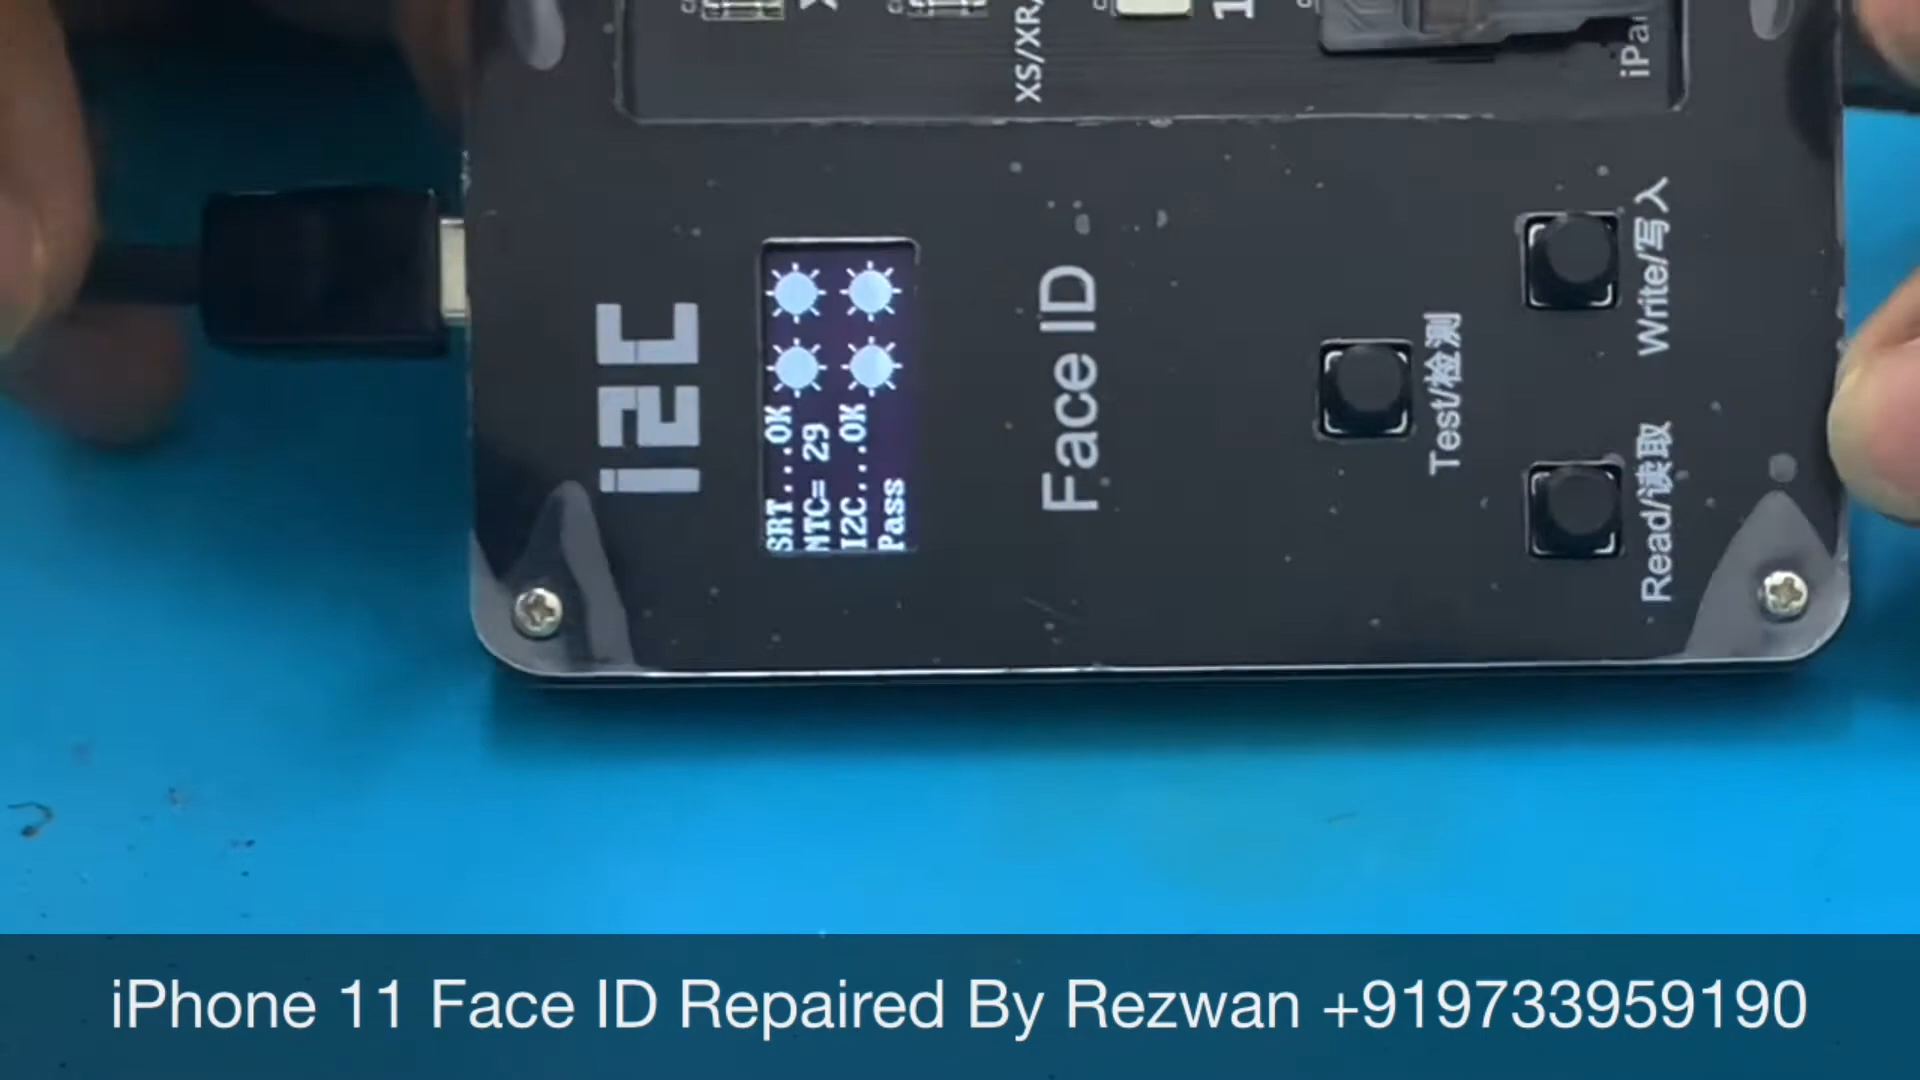 XS/XR/
iPa
i2C
SRT...OK
NTC= 29
I2C...OK
Pass
Face ID
Test/检测
Write/写入
Read/读取
iPhone 11 Face ID Repaired By Rezwan +919733959190